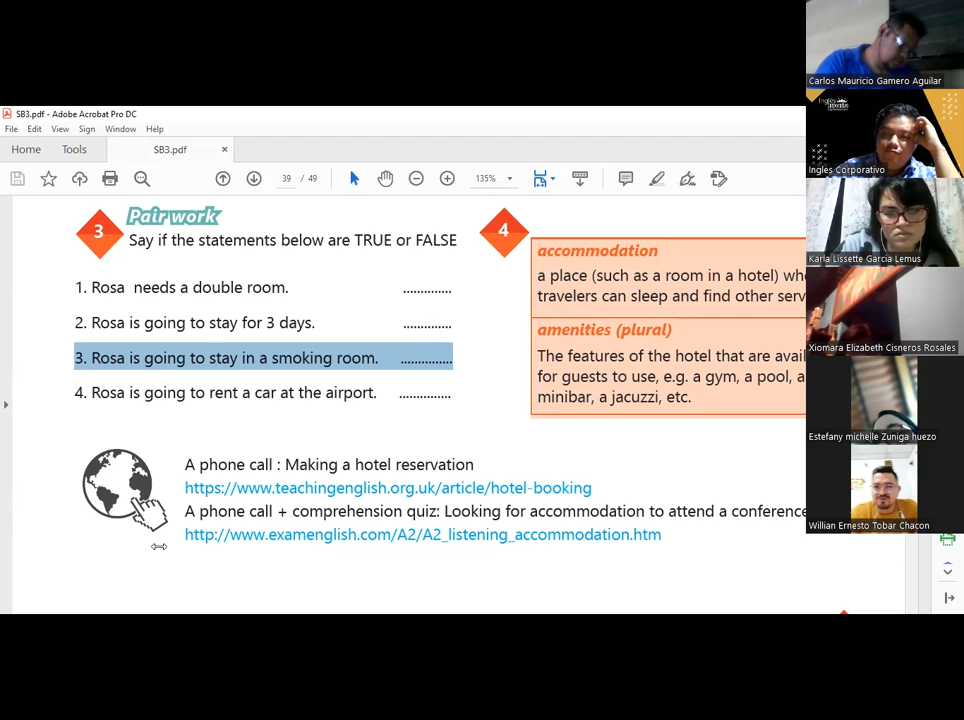 SB3.pdf - Adobe Acrobat Pro DC
File Edit View Sign Window Help
Home Tools SB3.pdf ×
39 / 49 135%
3 Pair work
Say if the statements below are TRUE or FALSE
1. Rosa needs a double room. ..............
2. Rosa is going to stay for 3 days. ..............
3. Rosa is going to stay in a smoking room. ...............
4. Rosa is going to rent a car at the airport. ...............
4
accommodation
a place (such as a room in a hotel)
travelers can sleep and find other
amenities (plural)
The features of the hotel that are
for guests to use, e.g. a gym, a pool, a
minibar, a jacuzzi, etc.
A phone call : Making a hotel reservation
https://www.teachingenglish.org.uk/article/hotel-booking
A phone call + comprehension quiz: Looking for accommodation to attend a conference
http://www.examenglish.com/A2/A2_listening_accommodation.htm
Carlos Mauricio Gamero Aguilar
Inglés
Ingles Corporativo
Karla Lissette Garcia Lemus
Xiomara Elizabeth Cisneros Rosales
Estefany michelle Zuniga huezo
Willian Ernesto Tobar Chacon